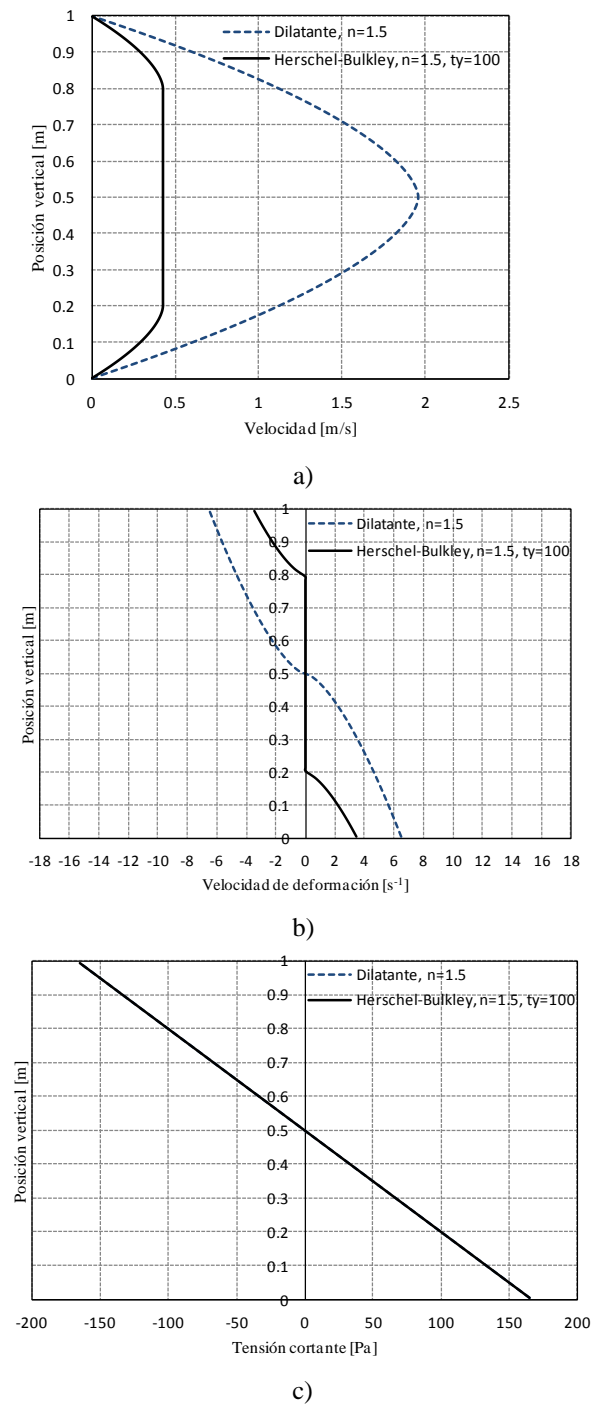 1
0.9
0.8
0.7
0.6
0.5
0.4
0.3
0.2
0.1
0
Posición vertical [m]
Dilatante, n=1.5
Herschel-Bulkley, n=1.5, ty=100
0 0.5 1 1.5 2 2.5
Velocidad [m/s]
a)
1
0.9
0.8
0.7
0.6
0.5
0.4
0.3
0.2
0.1
0
Posición vertical [m]
Dilatante, n=1.5
Herschel-Bulkley, n=1.5, ty=100
-18 -16 -14 -12 -10 -8 -6 -4 -2 0 2 4 6 8 10 12 14 16 18
Velocidad de deformación [s-1]
b)
1
0.9
0.8
0.7
0.6
0.5
0.4
0.3
0.2
0.1
0
Posición vertical [m]
Dilatante, n=1.5
Herschel-Bulkley, n=1.5, ty=100
-200 -150 -100 -50 0 50 100 150 200
Tensión cortante [Pa]
c)